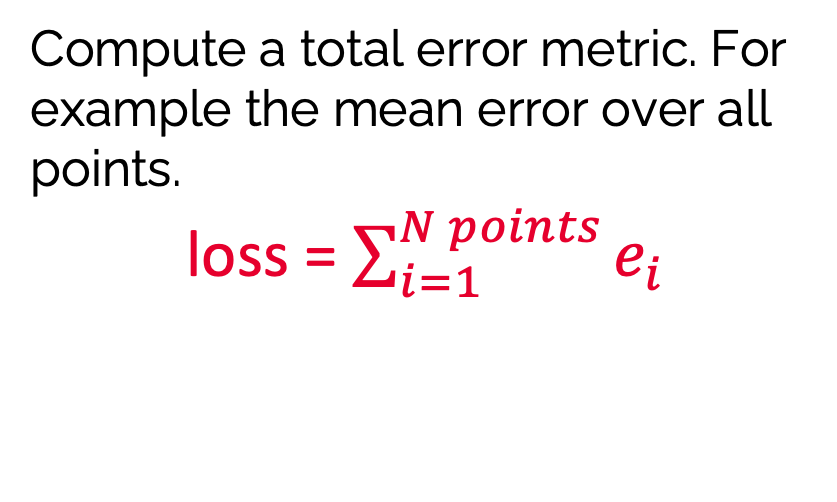 Compute a total error metric. For
example the mean error over all
points.
loss = ∑_{i=1}^{N points} e_i